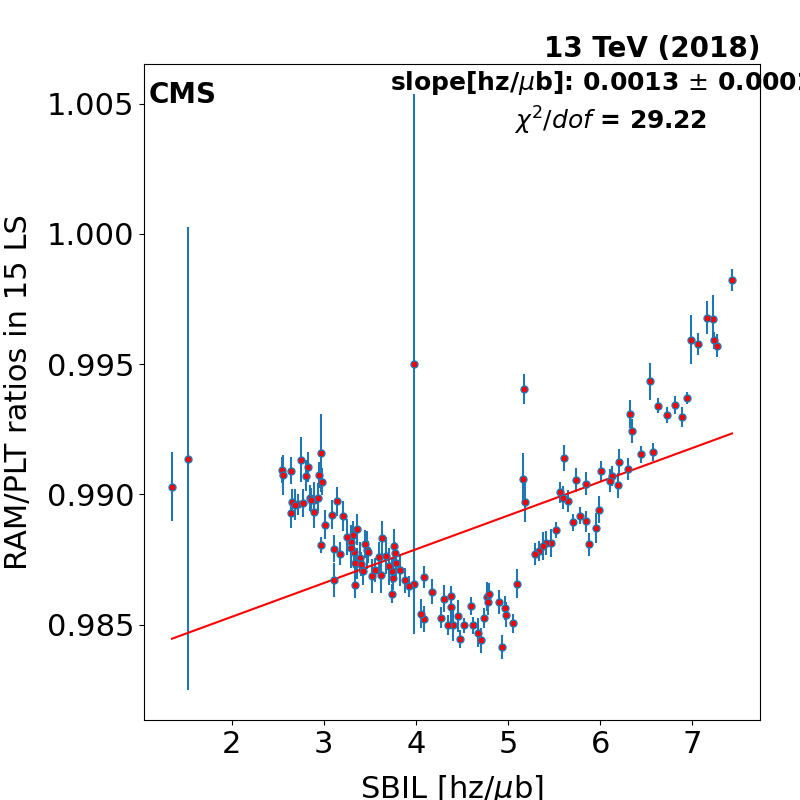 13 TeV (2018)
CMS
slope[hz/μb]: 0.0013 ± 0.000
χ²/dof = 29.22
1.005
1.000
0.995
0.990
0.985
RAM/PLT ratios in 15 LS
2 3 4 5 6 7
SBIL [hz/μb]